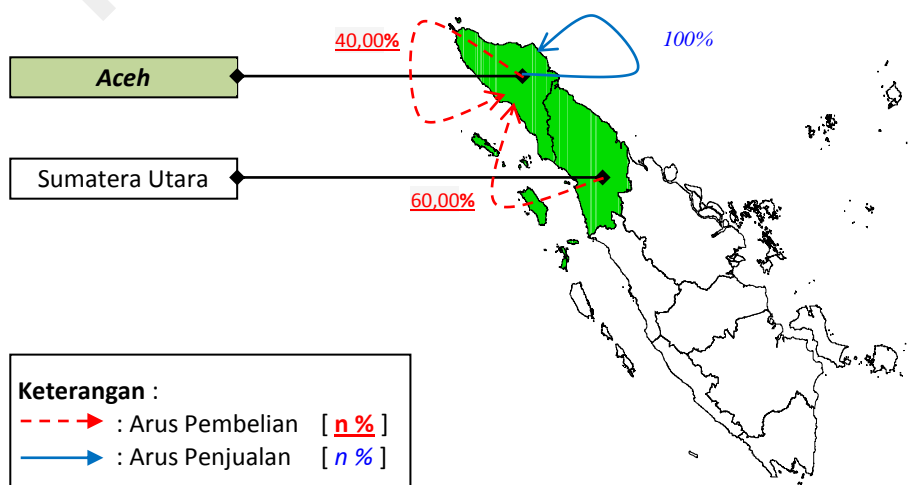 40,00%
100%
Aceh
Sumatera Utara
60,00%
Keterangan :
: Arus Pembelian [ n % ]
: Arus Penjualan [ n % ]